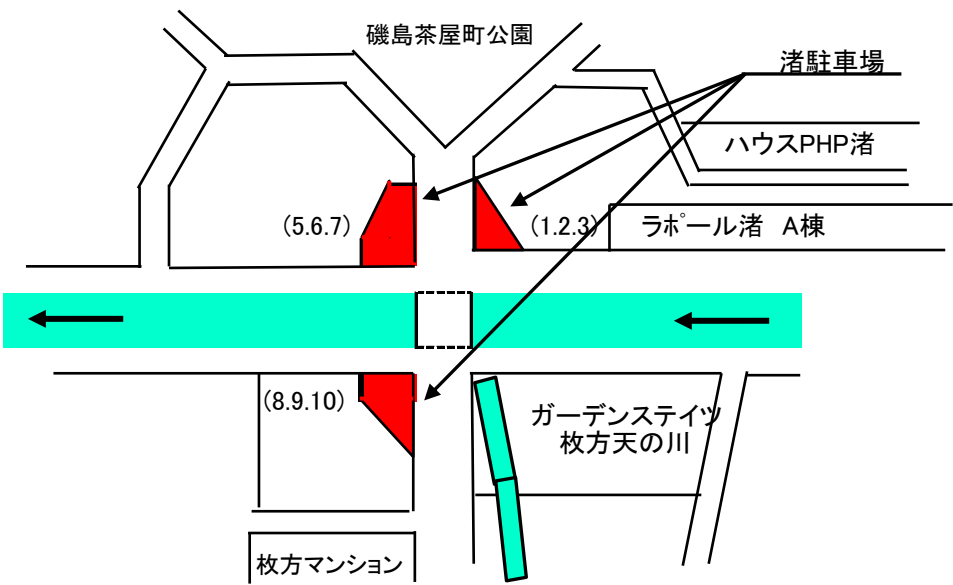 磯島茶屋町公園
渚駐車場
ハウスPHP渚
(5.6.7)
(1.2.3)
ラポール渚 A棟
(8.9.10)
ガーデンステイツ
枚方天の川
枚方マンション